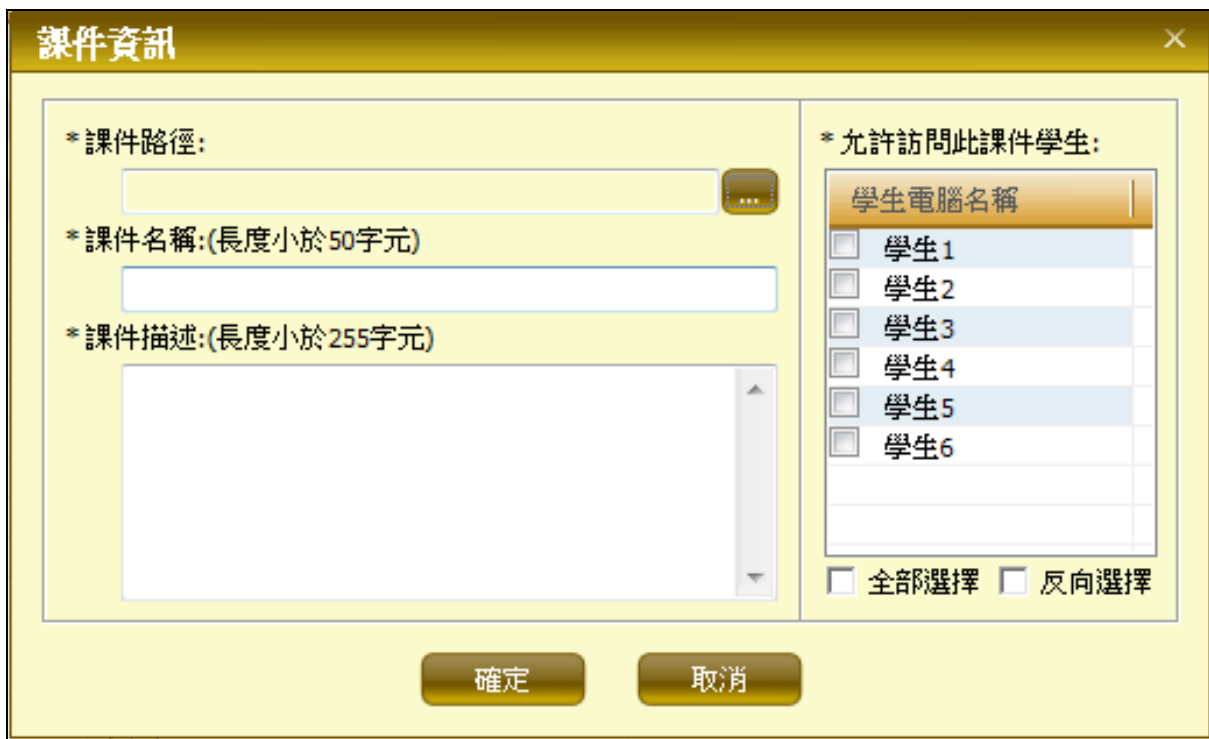 課件資訊
*課件路徑:
...
*課件名稱:(長度小於50字元)
*課件描述:(長度小於255字元)
*允許訪問此課件學生:
學生電腦名稱
學生1
學生2
學生3
學生4
學生5
學生6
全部選擇 反向選擇
確定 取消